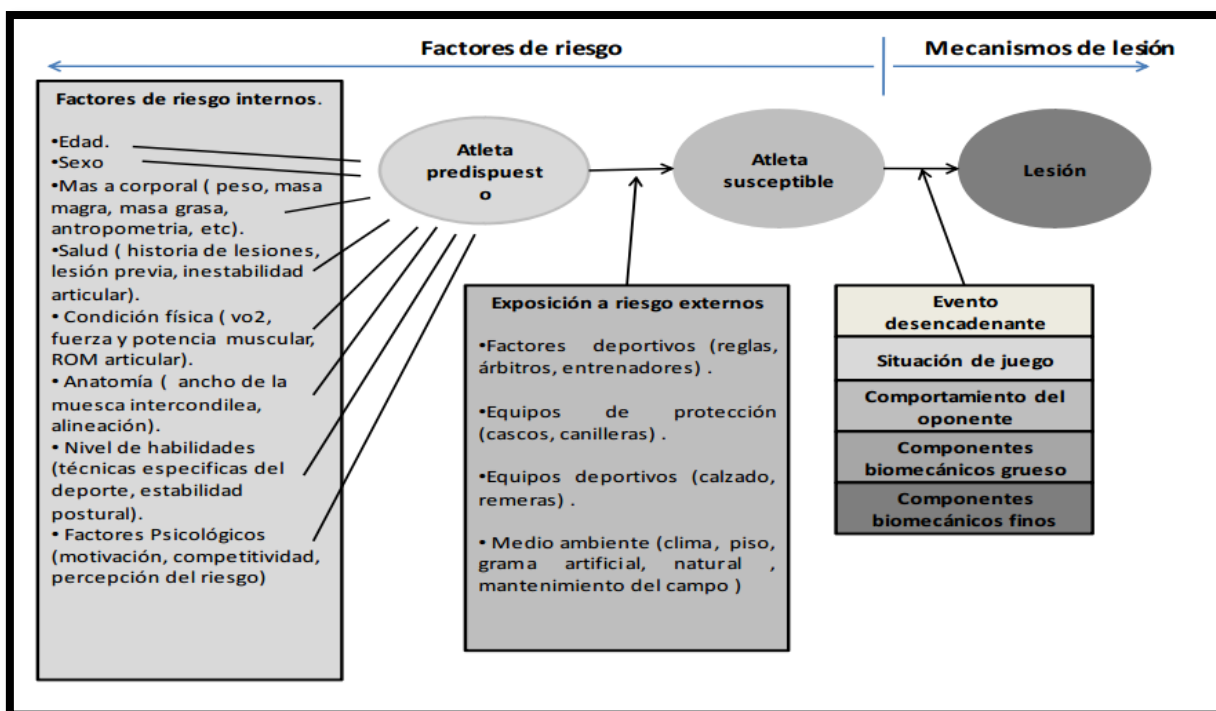 Factores de riesgo
Mecanismos de lesión
Factores de riesgo internos.
•Edad.
•Sexo
•Mas a corporal ( peso, masa
magra, masa grasa,
antropometria, etc).
•Salud ( historia de lesiones,
lesión previa, inestabilidad
articular).
• Condición física ( vo2,
fuerza y potencia muscular,
ROM articular).
• Anatomía ( ancho de la
muesca intercondilea,
alineación).
• Nivel de habilidades
(técnicas especificas del
deporte, estabilidad
postural).
• Factores Psicológicos
(motivación, competitividad,
percepción del riesgo)
Atleta
predispuest
o
Atleta
susceptible
Lesión
Exposición a riesgo externos
•Factores deportivos (reglas,
árbitros, entrenadores) .
•Equipos de protección
(cascos, canilleras) .
•Equipos deportivos (calzado,
remeras) .
• Medio ambiente (clima, piso,
grama artificial, natural ,
mantenimiento del campo )
Evento
desencadenante
Situación de juego
Comportamiento del
oponente
Componentes
biomecánicos grueso
Componentes
biomecánicos finos